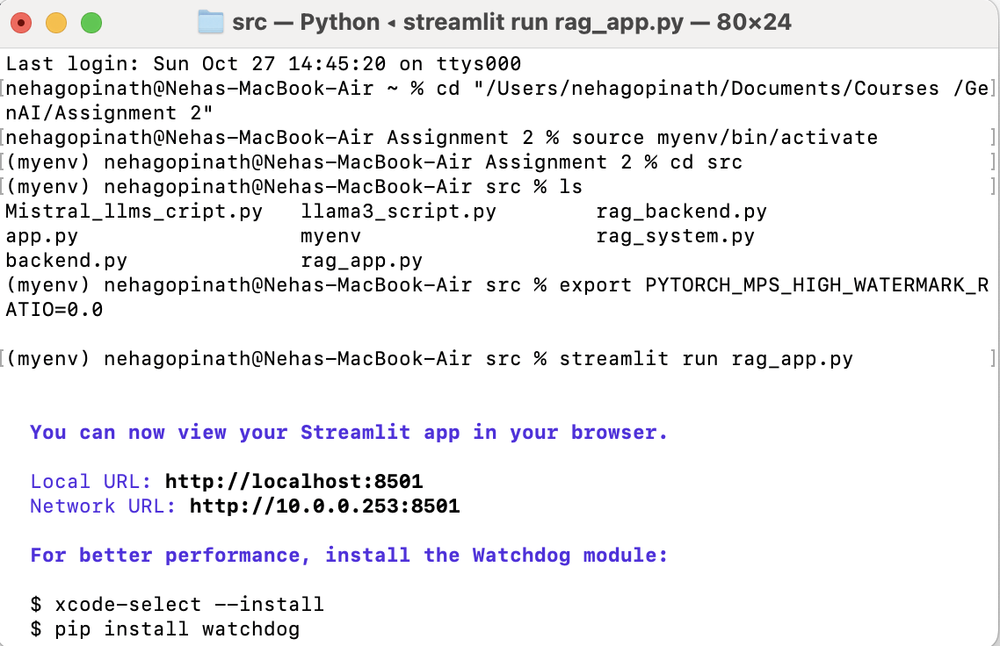 src — Python ◂ streamlit run rag_app.py — 80×24
Last login: Sun Oct 27 14:45:20 on ttys000
[nehagopinath@Nehas-MacBook-Air ~ % cd "/Users/nehagopinath/Documents/Courses /Ge]
nAI/Assignment 2"
[nehagopinath@Nehas-MacBook-Air Assignment 2 % source myenv/bin/activate ]
[(myenv) nehagopinath@Nehas-MacBook-Air Assignment 2 % cd src ]
[(myenv) nehagopinath@Nehas-MacBook-Air src % ls ]
Mistral_llms_cript.py llama3_script.py rag_backend.py
app.py myenv rag_system.py
backend.py rag_app.py
(myenv) nehagopinath@Nehas-MacBook-Air src % export PYTORCH_MPS_HIGH_WATERMARK_R
ATIO=0.0
[(myenv) nehagopinath@Nehas-MacBook-Air src % streamlit run rag_app.py ]
You can now view your Streamlit app in your browser.
Local URL: http://localhost:8501
Network URL: http://10.0.0.253:8501
For better performance, install the Watchdog module:
$ xcode-select --install
$ pip install watchdog